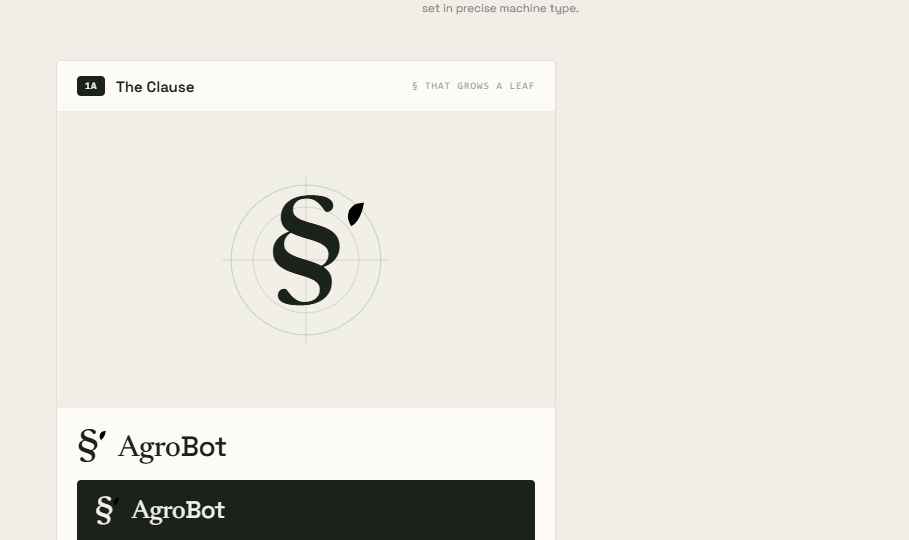 set in precise machine type.
1A The Clause § THAT GROWS A LEAF
§
§ AgroBot
§ AgroBot